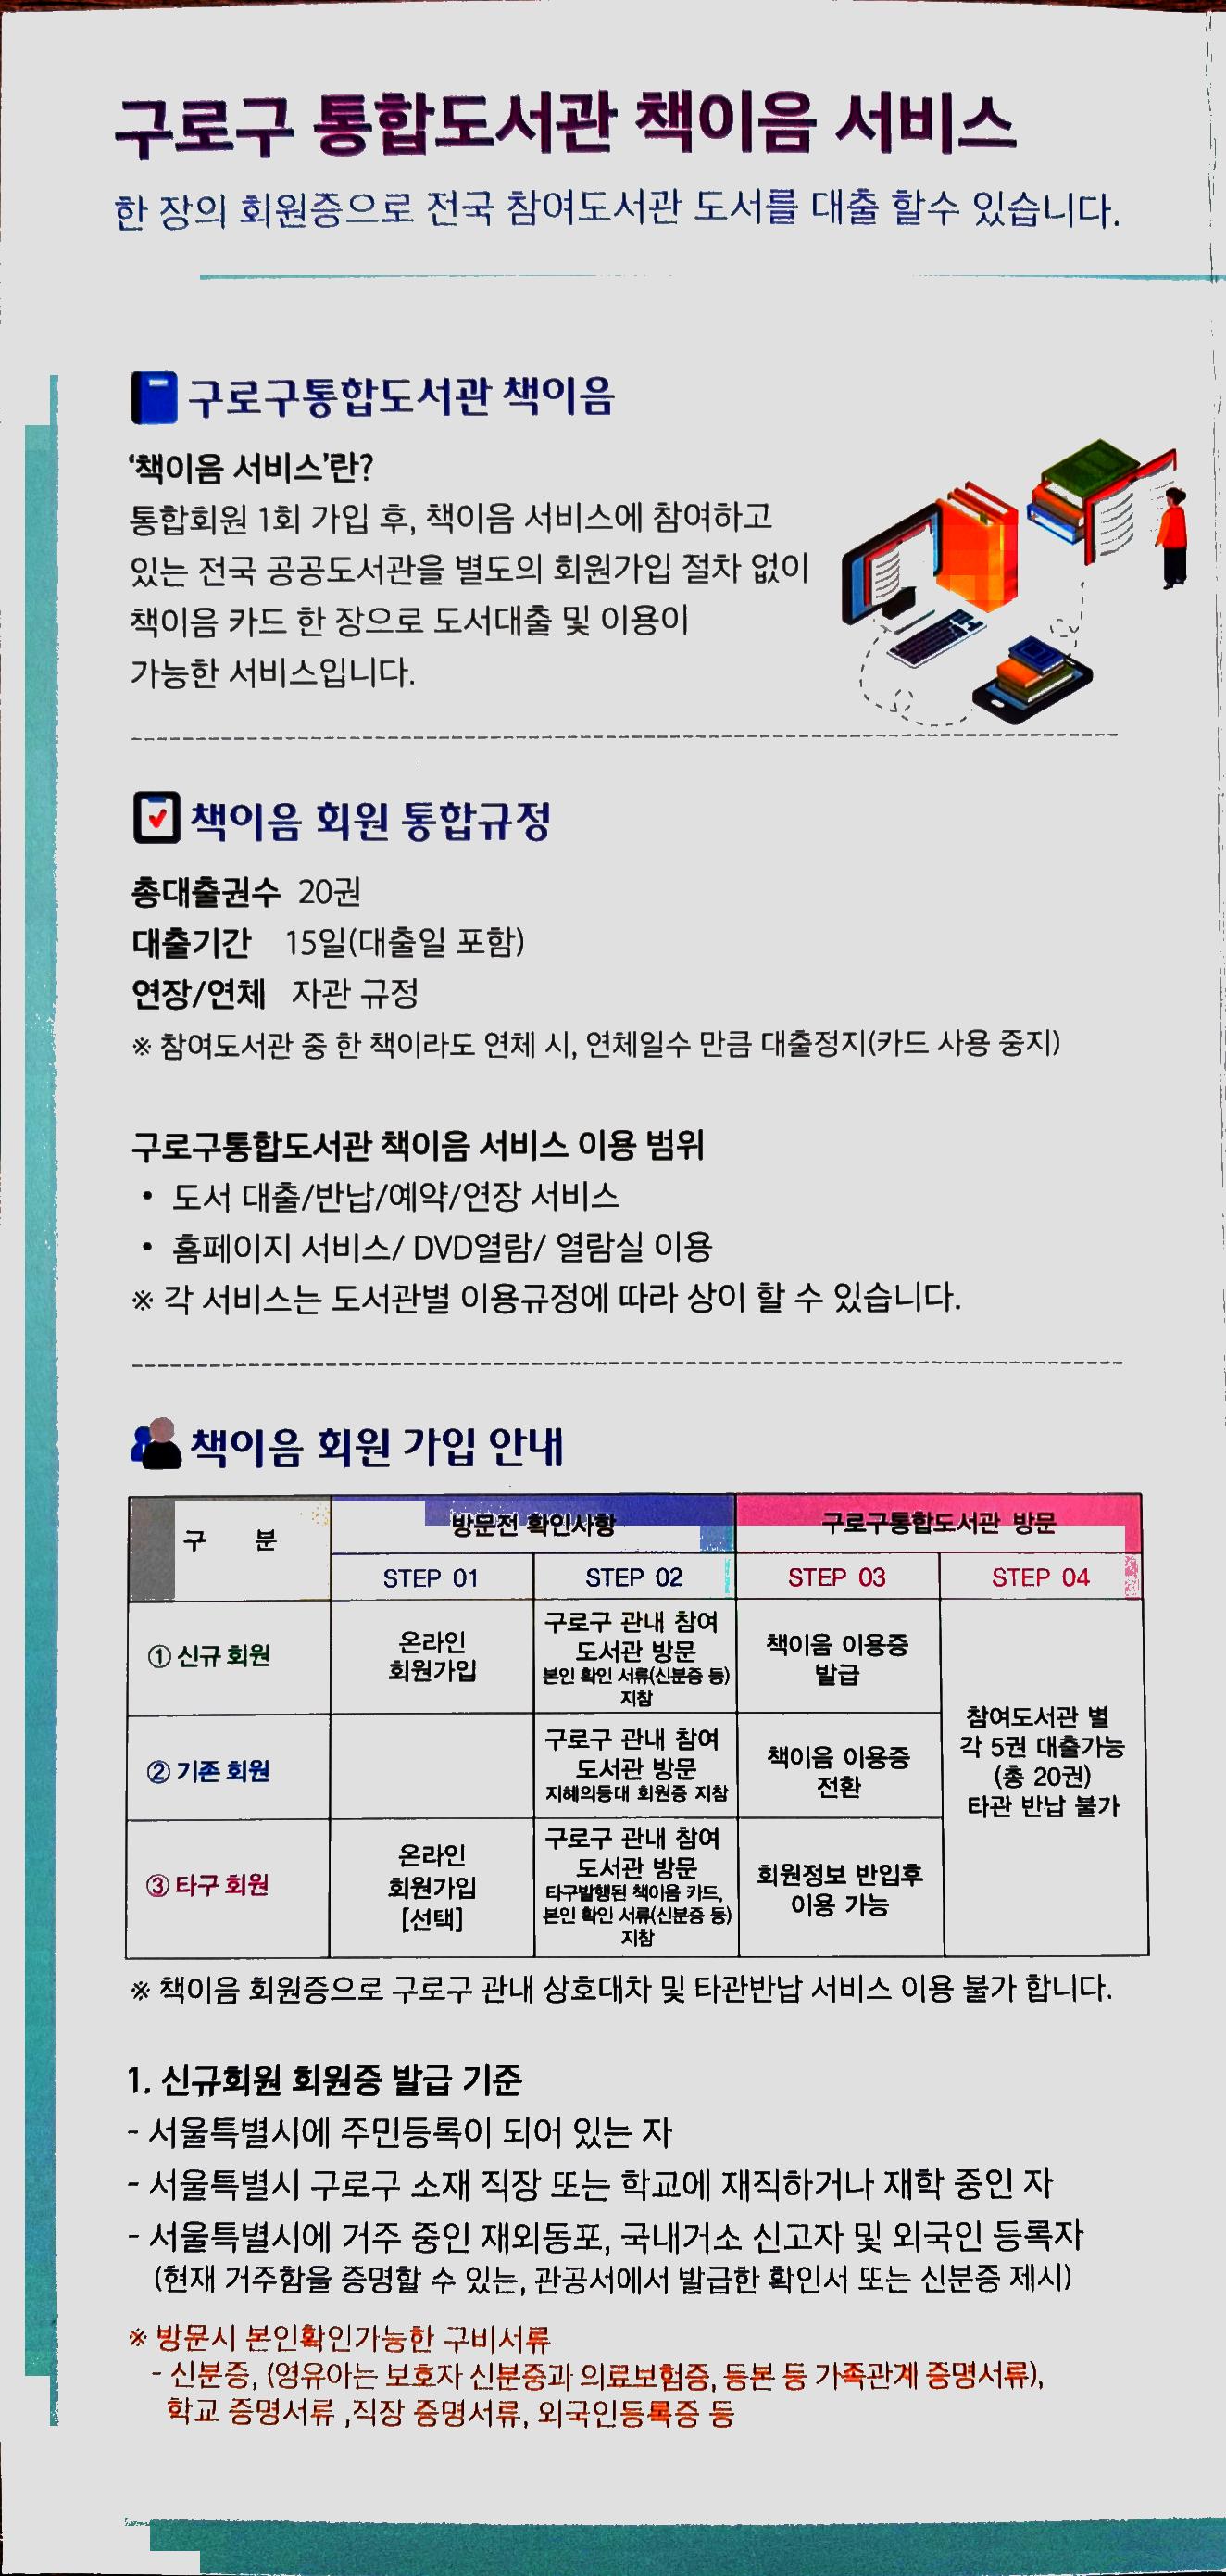 구로구 통합도서관 책이음 서비스
한 장의 회원증으로 전국 참여도서관 도서를 대출 할수 있습니다.
구로구통합도서관 책이음
‘책이음 서비스’란?
통합회원 1회 가입 후, 책이음 서비스에 참여하고
있는 전국 공공도서관을 별도의 회원가입 절차 없이
책이음 카드 한 장으로 도서대출 및 이용이
가능한 서비스입니다.
책이음 회원 통합규정
총대출권수 20권
대출기간 15일(대출일 포함)
연장/연체 자관 규정
※ 참여도서관 중 한 책이라도 연체 시, 연체일수 만큼 대출정지(카드 사용 중지)
구로구통합도서관 책이음 서비스 이용 범위
• 도서 대출/반납/예약/연장 서비스
• 홈페이지 서비스/ DVD열람/ 열람실 이용
※ 각 서비스는 도서관별 이용규정에 따라 상이 할 수 있습니다.
책이음 회원 가입 안내
구 분 방문전 확인사항 구로구통합도서관 방문
STEP 01 STEP 02 STEP 03 STEP 04
① 신규 회원
온라인
회원가입
구로구 관내 참여
도서관 방문
본인 확인 서류(신분증 등)
지참
책이음 이용증
발급
참여도서관 별
각 5권 대출가능
(총 20권)
타관 반납 불가
② 기존 회원
구로구 관내 참여
도서관 방문
지혜의등대 회원증 지참
책이음 이용증
전환
③ 타구 회원
온라인
회원가입
[선택]
구로구 관내 참여
도서관 방문
타구발행된 책이음 카드,
본인 확인 서류(신분증 등)
지참
회원정보 반입후
이용 가능
※ 책이음 회원증으로 구로구 관내 상호대차 및 타관반납 서비스 이용 불가 합니다.
1. 신규회원 회원증 발급 기준
- 서울특별시에 주민등록이 되어 있는 자
- 서울특별시 구로구 소재 직장 또는 학교에 재직하거나 재학 중인 자
- 서울특별시에 거주 중인 재외동포, 국내거소 신고자 및 외국인 등록자
(현재 거주함을 증명할 수 있는, 관공서에서 발급한 확인서 또는 신분증 제시)
※ 방문시 본인확인가능한 구비서류
- 신분증, (영유아는 보호자 신분증과 의료보험증, 등본 등 가족관계 증명서류),
학교 증명서류 ,직장 증명서류, 외국인등록증 등